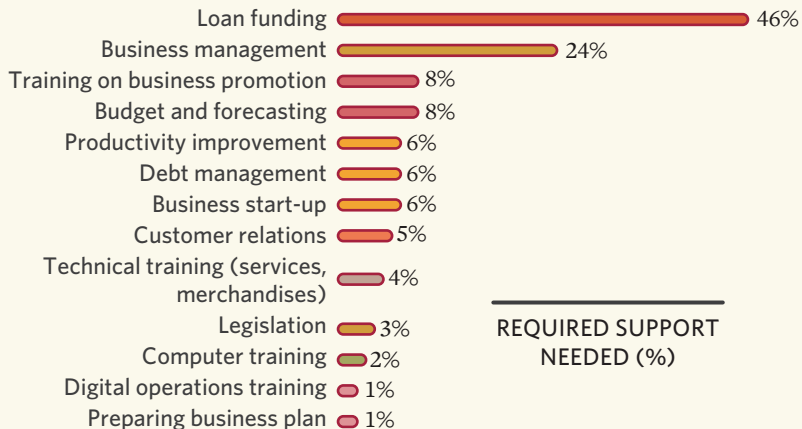 Loan funding 46%
Business management 24%
Training on business promotion 8%
Budget and forecasting 8%
Productivity improvement 6%
Debt management 6%
Business start-up 6%
Customer relations 5%
Technical training (services,
merchandises) 4%
Legislation 3%
Computer training 2%
Digital operations training 1%
Preparing business plan 1%
REQUIRED SUPPORT
NEEDED (%)